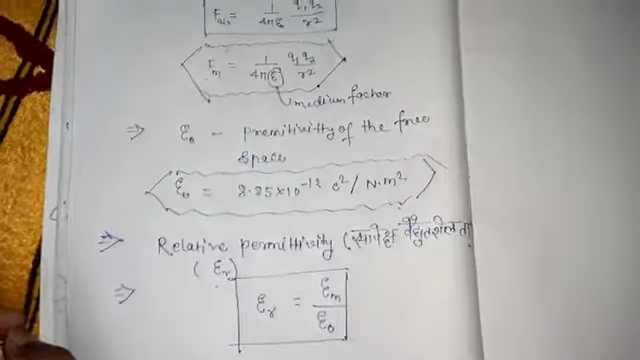 F_air = 1/4πε₀ q₁q₂/r²
F_m = 1/4π(ε) q₁q₂/r²
medium factor
⇒ ε₀ - premitivitty of the free
space
ε₀ = 8.85×10⁻¹² c²/N.m²
⇒ Relative permittivity (सापेक्ष वैद्युतशीलता
(εr)
⇒ εr = εm/ε₀